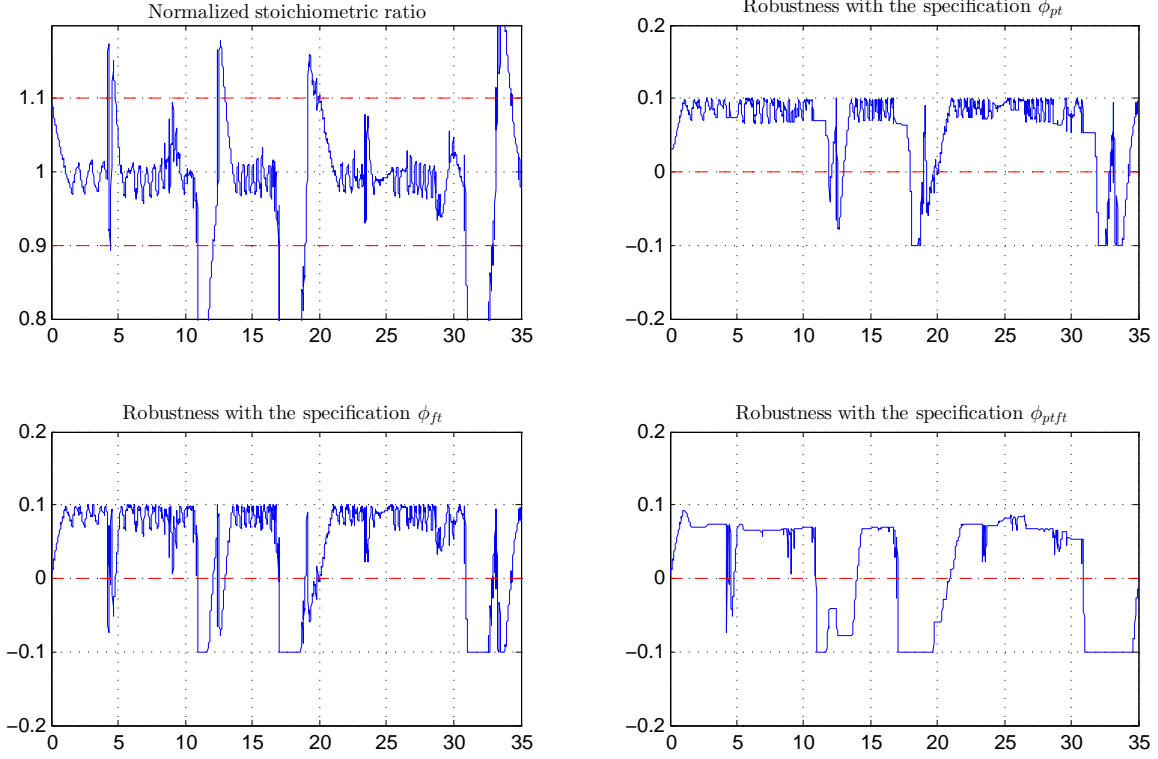 Normalized stoichiometric ratio
1.1
1
0.9
0.8
0 5 10 15 20 25 30 35
Robustness with the specification ϕ_pt
0.2
0.1
0
−0.1
−0.2
0 5 10 15 20 25 30 35
Robustness with the specification ϕ_ft
0.2
0.1
0
−0.1
−0.2
0 5 10 15 20 25 30 35
Robustness with the specification ϕ_ptft
0.2
0.1
0
−0.1
−0.2
0 5 10 15 20 25 30 35